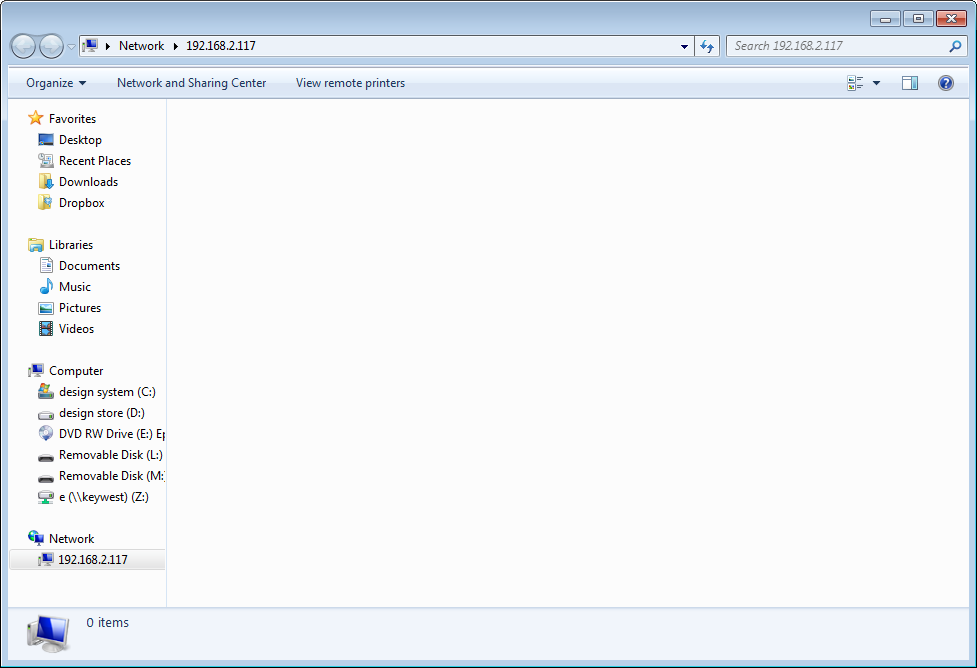 Network ▸ 192.168.2.117
Search 192.168.2.117
Organize Network and Sharing Center View remote printers
Favorites
Desktop
Recent Places
Downloads
Dropbox
Libraries
Documents
Music
Pictures
Videos
Computer
design system (C:)
design store (D:)
DVD RW Drive (E:) Ep
Removable Disk (L:)
Removable Disk (M:
e (\\keywest) (Z:)
Network
192.168.2.117
0 items